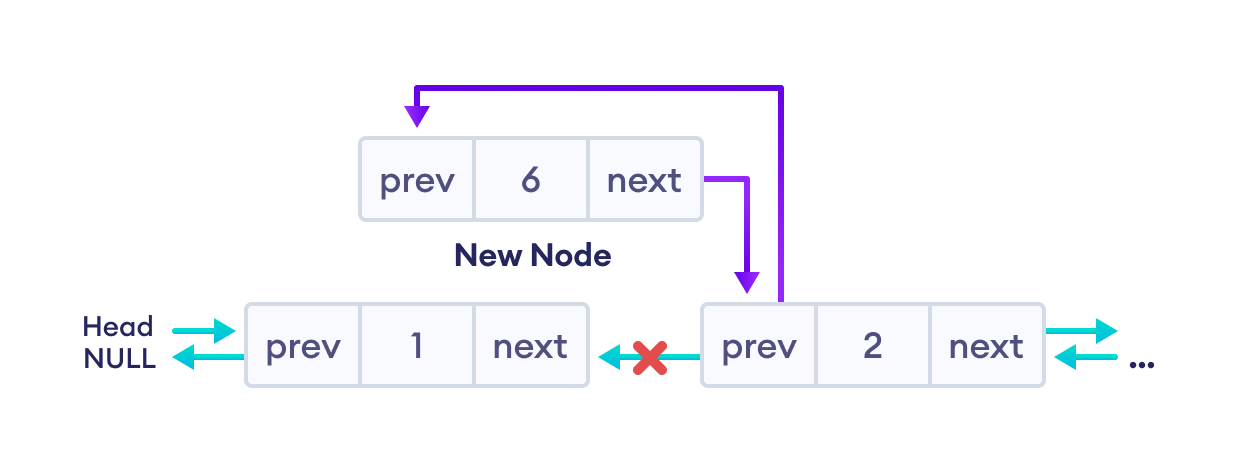 prev 6 next
New Node
Head
NULL
prev 1 next
prev 2 next
...